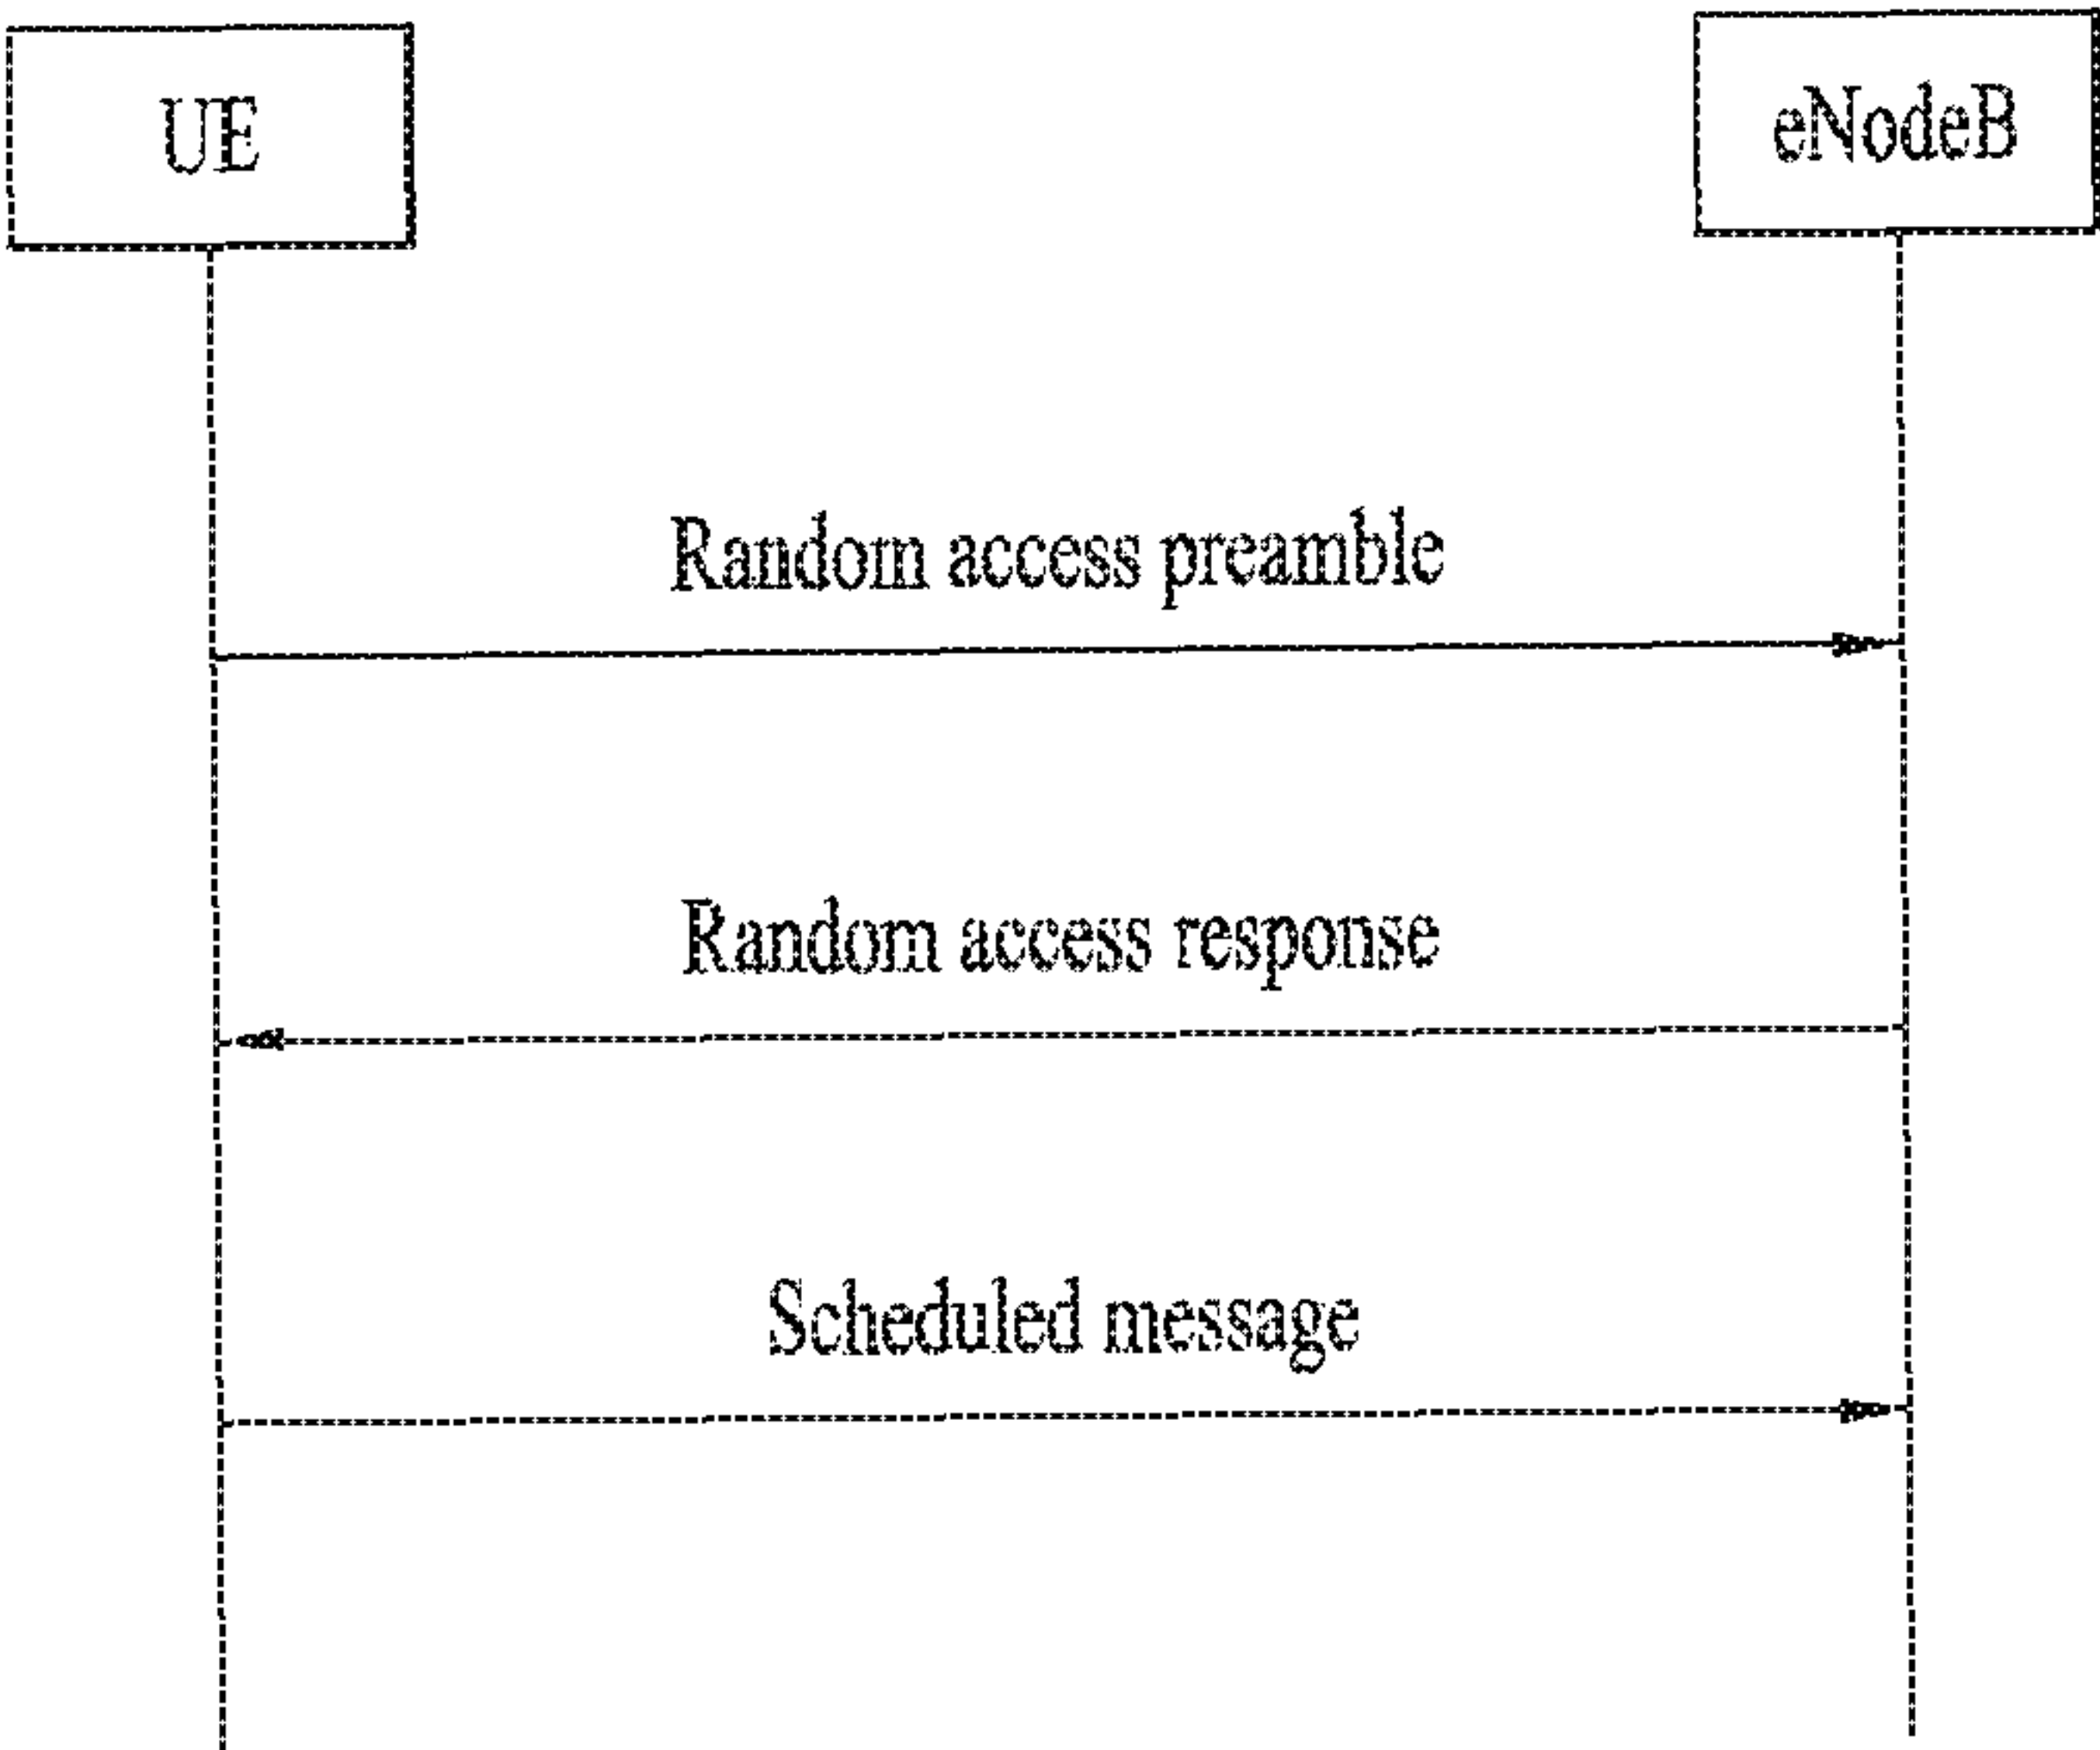 UE
eNodeB
Random access preamble
Random access response
Scheduled message